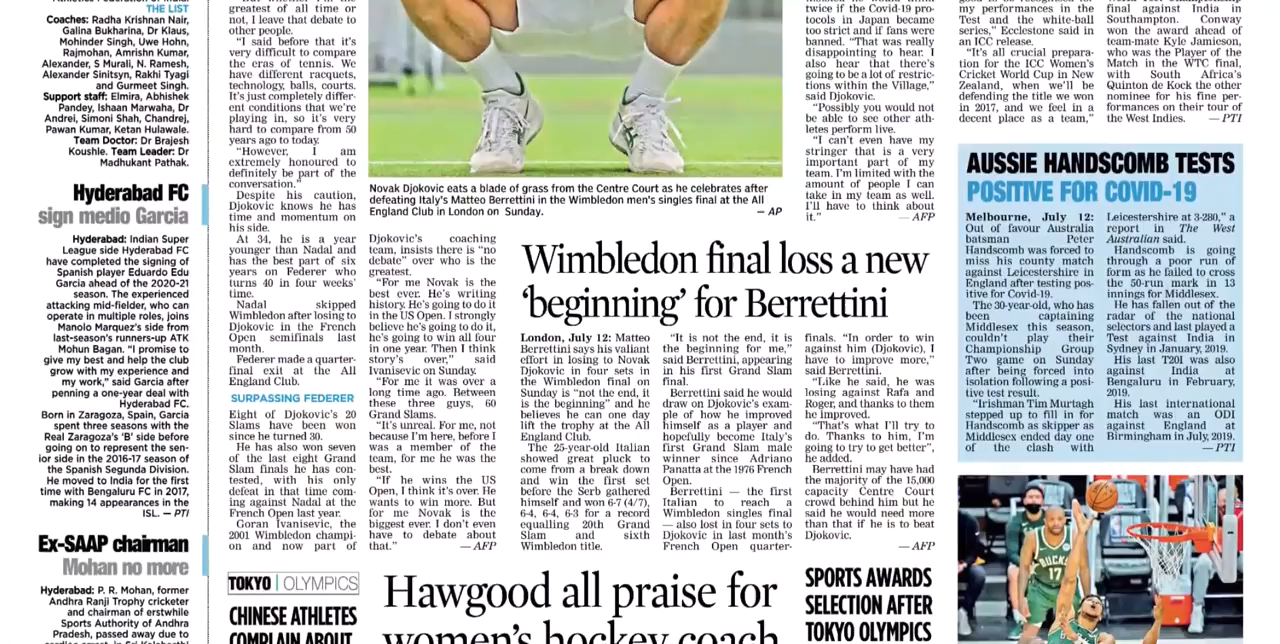 THE LIST
Coaches: Radha Krishnan Nair,
Galina Bukharina, Dr Klaus,
Mohinder Singh, Uwe Hohn,
Rajmohan, Amrishn Kumar,
Alexander, S Murali, N. Ramesh,
Alexander Sinitsyn, Rakhi Tyagi
and Gurmeet Singh.
Support staff: Elmira, Abhishek
Pandey, Ishaan Marwaha, Dr
Andrei, Simoni Shah, Chandrej,
Pawan Kumar, Ketan Hulawale.
Team Doctor: Dr Brajesh
Koushle. Team Leader: Dr
Madhukant Pathak.
Hyderabad FC
sign medio Garcia
Hyderabad: Indian Super
League side Hyderabad FC
have completed the signing of
Spanish player Eduardo Edu
Garcia ahead of the 2020-21
season. The experienced
attacking mid-fielder, who can
operate in multiple roles, joins
Manolo Marquez's side from
last-season's runners-up ATK
Mohun Bagan. "I promise to
give my best and help the club
grow with my experience and
my work," said Garcia after
penning a one-year deal with
Hyderabad FC.
Born in Zaragoza, Spain, Garcia
spent three seasons with the
Real Zaragoza's 'B' side before
going on to represent the sen-
ior side in the 2016-17 season of
the Spanish Segunda Division.
He moved to India for the first
time with Bengaluru FC in 2017,
making 14 appearances in the
ISL. — PTI
Ex-SAAP chairman
Mohan no more
Hyderabad: P. R. Mohan, former
Andhra Ranji Trophy cricketer
and chairman of erstwhile
Sports Authority of Andhra
Pradesh, passed away due to
greatest of all time or
not, I leave that debate to
other people.
"I said before that it's
very difficult to compare
the eras of tennis. We
have different racquets,
technology, balls, courts.
It's just completely differ-
ent conditions that we're
playing in, so it's very
hard to compare from 50
years ago to today.
"However, I am
extremely honoured to
definitely be part of the
conversation."
Despite his caution,
Djokovic knows he has
time and momentum on
his side.
At 34, he is a year
younger than Nadal and
has the best part of six
years on Federer who
turns 40 in four weeks'
time.
Nadal skipped
Wimbledon after losing to
Djokovic in the French
Open semifinals last
month.
Federer made a quarter-
final exit at the All
England Club.
SURPASSING FEDERER
Eight of Djokovic's 20
Slams have been won
since he turned 30.
He has also won seven
of the last eight Grand
Slam finals he has con-
tested, with his only
defeat in that time com-
ing against Nadal at the
French Open last year.
Goran Ivanisevic, the
2001 Wimbledon champi-
on and now part of
Novak Djokovic eats a blade of grass from the Centre Court as he celebrates after
defeating Italy's Matteo Berrettini in the Wimbledon men's singles final at the All
England Club in London on Sunday. — AP
Djokovic's coaching
team, insists there is "no
debate" over who is the
greatest.
"For me Novak is the
best ever. He's writing
history. He's going to do it
in the US Open. I strongly
believe he's going to do it,
he's going to win all four
in one year. Then I think
story's over," said
Ivanisevic on Sunday.
"For me it was over a
long time ago. Between
these three guys, 60
Grand Slams.
"It's unreal. For me, not
because I'm here, before I
was a member of the
team, for me he was the
best.
"If he wins the US
Open, I think it's over. He
wants to win more. But
for me Novak is the
biggest ever. I don't even
have to debate about
that." — AFP
Wimbledon final loss a new
'beginning' for Berrettini
London, July 12: Matteo
Berrettini says his valiant
effort in losing to Novak
Djokovic in four sets in
the Wimbledon final on
Sunday is "not the end, it
is the beginning" and he
believes he can one day
lift the trophy at the All
England Club.
The 25-year-old Italian
showed great pluck to
come from a break down
and win the first set
before the Serb gathered
himself and won 6-7 (4/7),
6-4, 6-4, 6-3 for a record
equalling 20th Grand
Slam and sixth
Wimbledon title.
"It is not the end, it is
the beginning for me,"
said Berrettini, appearing
in his first Grand Slam
final.
Berrettini said he would
draw on Djokovic's exam-
ple of how he improved
himself as a player and
hopefully become Italy's
first Grand Slam male
winner since Adriano
Panatta at the 1976 French
Open.
Berrettini — the first
Italian to reach a
Wimbledon singles final
— also lost in four sets to
Djokovic in last month's
French Open quarter-
finals. "In order to win
against him (Djokovic), I
have to improve more,"
said Berrettini.
"Like he said, he was
losing against Rafa and
Roger, and thanks to them
he improved.
"That's what I'll try to
do. Thanks to him, I'm
going to try to get better",
he added.
Berrettini may have had
the majority of the 15,000
capacity Centre Court
crowd behind him but he
said he would need more
than that if he is to beat
Djokovic.
— AFP
twice if the Covid-19 pro-
tocols in Japan became
too strict and if fans were
banned. "That was really
disappointing to hear. I
also hear that there's
going to be a lot of restric-
tions within the Village,"
said Djokovic.
"Possibly you would not
be able to see other ath-
letes perform live.
"I can't even have my
stringer that is a very
important part of my
team. I'm limited with the
amount of people I can
take in my team as well.
I'll have to think about
it." — AFP
my performances in the
Test and the white-ball
series," Ecclestone said in
an ICC release.
"It's all crucial prepara-
tion for the ICC Women's
Cricket World Cup in New
Zealand, when we'll be
defending the title we won
in 2017, and we feel in a
decent place as a team,"
final against India in
Southampton. Conway
won the award ahead of
team-mate Kyle Jamieson,
who was the Player of the
Match in the WTC final,
with South Africa's
Quinton de Kock the other
nominee for his fine per-
formances on their tour of
the West Indies. — PTI
AUSSIE HANDSCOMB TESTS
POSITIVE FOR COVID-19
Melbourne, July 12:
Out of favour Australia
batsman Peter
Handscomb was forced to
miss his county match
against Leicestershire in
England after testing pos-
itive for Covid-19.
The 30-year-old, who has
been captaining
Middlesex this season,
couldn't play their
Championship Group
Two game on Sunday
after being forced into
isolation following a posi-
tive test result.
"Irishman Tim Murtagh
stepped up to fill in for
Handscomb as skipper as
Middlesex ended day one
of the clash with
Leicestershire at 3-280," a
report in The West
Australian said.
Handscomb is going
through a poor run of
form as he failed to cross
the 50-run mark in 13
innings for Middlesex.
He has fallen out of the
radar of the national
selectors and last played a
Test against India in
Sydney in January, 2019.
His last T20I was also
against India at
Bengaluru in February,
2019.
His last international
match was an ODI
against England at
Birmingham in July, 2019.
— PTI
TOKYO | OLYMPICS
CHINESE ATHLETES
COMPLAIN ABOUT
Hawgood all praise for
women's hockey coach
SPORTS AWARDS
SELECTION AFTER
TOKYO OLYMPICS
BUCKS
17